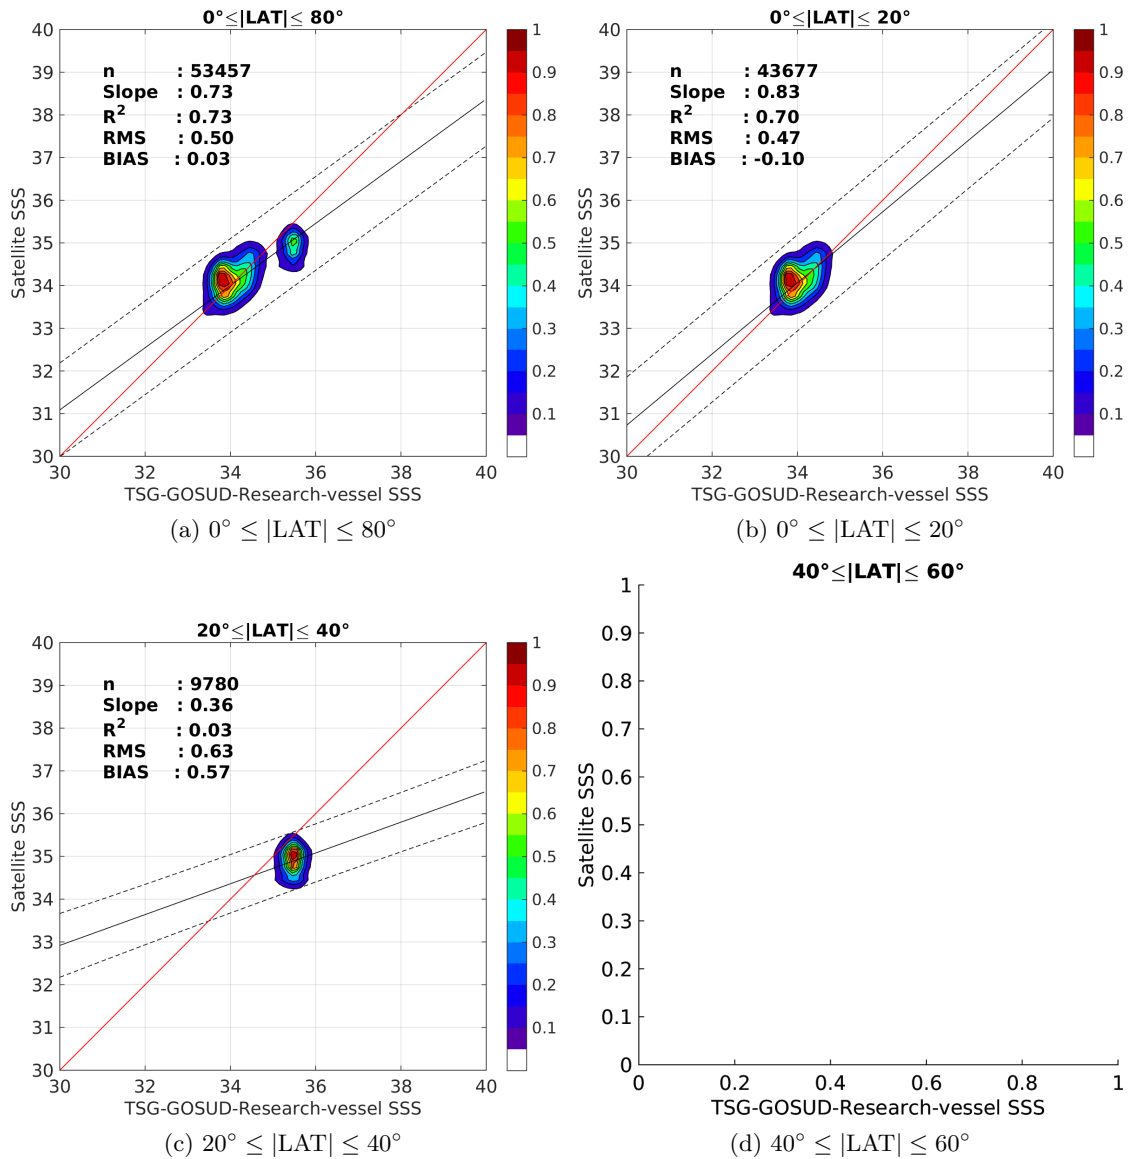 0°≤|LAT|≤ 80°
n : 53457
Slope : 0.73
R² : 0.73
RMS : 0.50
BIAS : 0.03
40
39
38
37
36
35
34
33
32
31
30
Satellite SSS
30 32 34 36 38 40
TSG-GOSUD-Research-vessel SSS
1
0.9
0.8
0.7
0.6
0.5
0.4
0.3
0.2
0.1
(a) 0° ≤ |LAT| ≤ 80°
0°≤|LAT|≤ 20°
n : 43677
Slope : 0.83
R² : 0.70
RMS : 0.47
BIAS : -0.10
40
39
38
37
36
35
34
33
32
31
30
Satellite SSS
30 32 34 36 38 40
TSG-GOSUD-Research-vessel SSS
1
0.9
0.8
0.7
0.6
0.5
0.4
0.3
0.2
0.1
(b) 0° ≤ |LAT| ≤ 20°
20°≤|LAT|≤ 40°
n : 9780
Slope : 0.36
R² : 0.03
RMS : 0.63
BIAS : 0.57
40
39
38
37
36
35
34
33
32
31
30
Satellite SSS
30 32 34 36 38 40
TSG-GOSUD-Research-vessel SSS
1
0.9
0.8
0.7
0.6
0.5
0.4
0.3
0.2
0.1
(c) 20° ≤ |LAT| ≤ 40°
40°≤|LAT|≤ 60°
1
0.9
0.8
0.7
0.6
0.5
0.4
0.3
0.2
0.1
0
Satellite SSS
0 0.2 0.4 0.6 0.8 1
TSG-GOSUD-Research-vessel SSS
(d) 40° ≤ |LAT| ≤ 60°